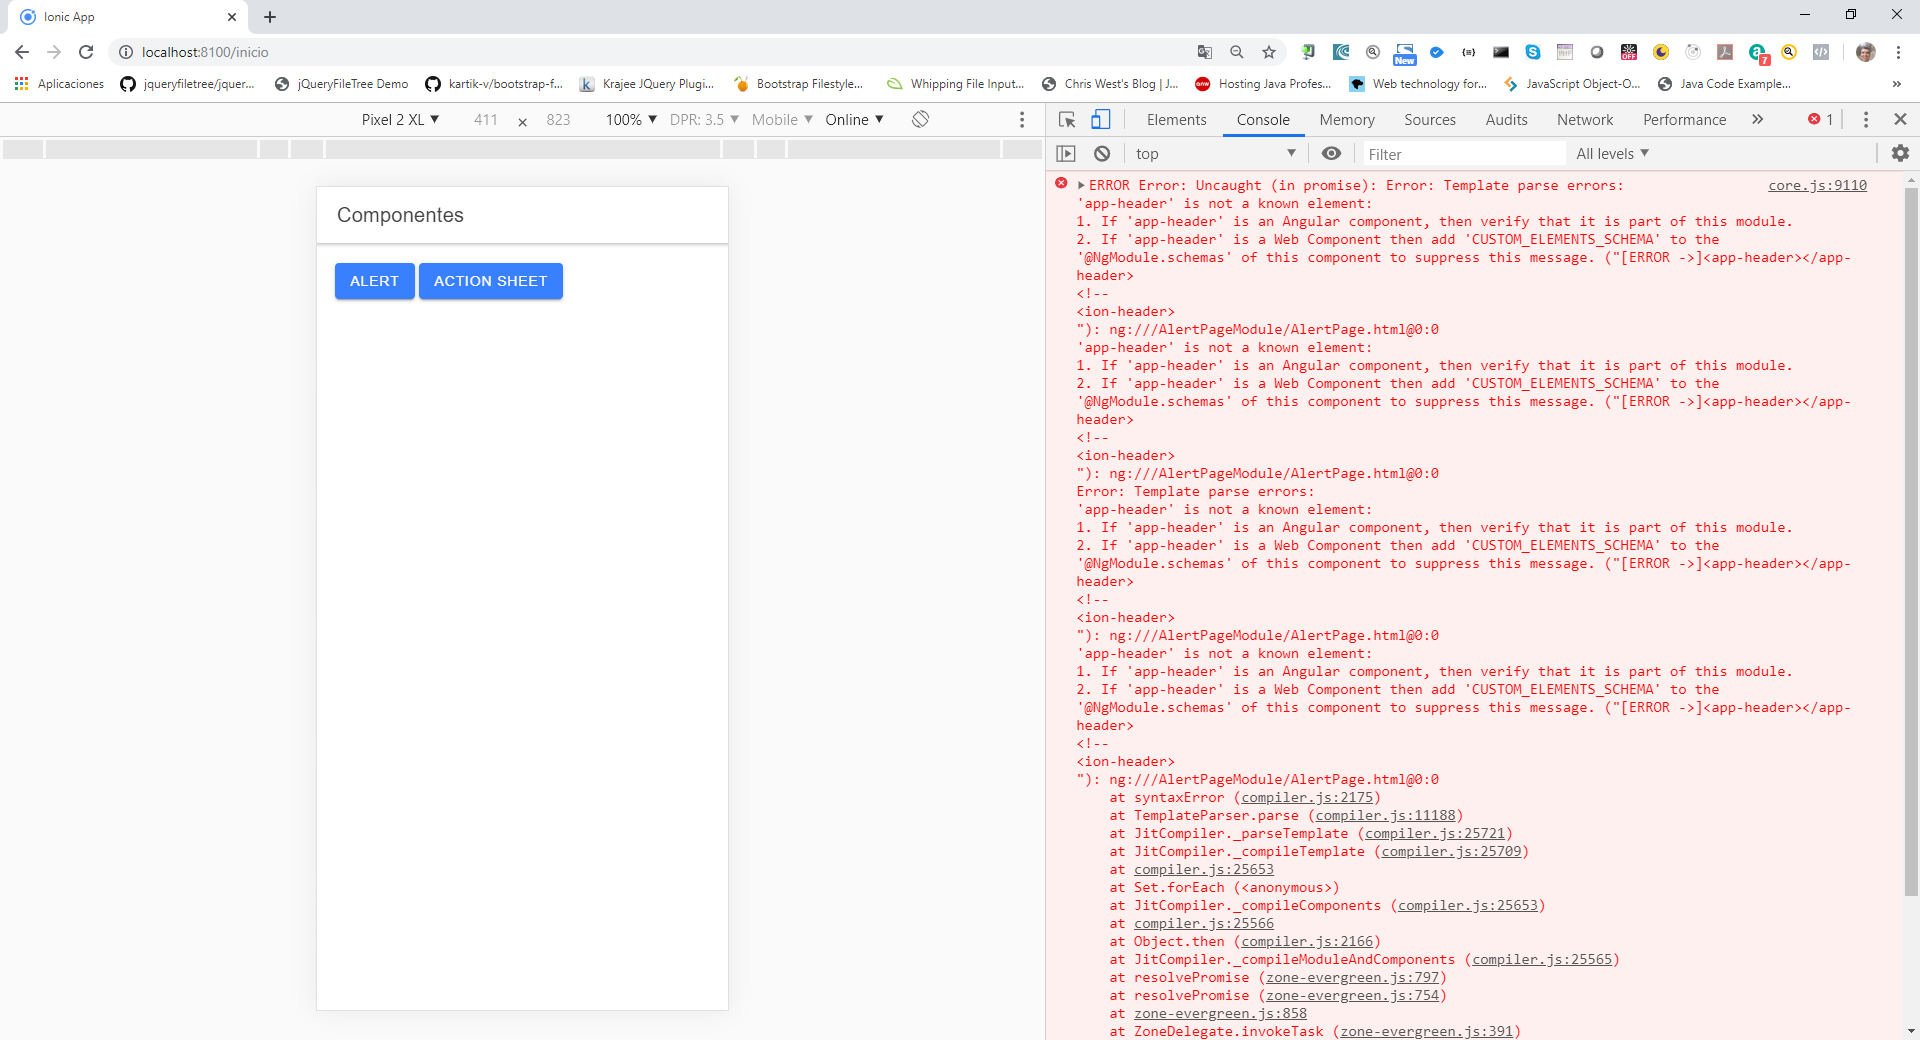 Ionic App
localhost:8100/inicio
New
OFF
7
Aplicaciones
jqueryfiletree/jquer...
jQueryFileTree Demo
kartik-v/bootstrap-f...
Krajee JQuery Plugi...
Bootstrap Filestyle...
Whipping File Input...
Chris West's Blog | J...
Hosting Java Profes...
Web technology for...
JavaScript Object-O...
Java Code Example...
»
Pixel 2 XL ▼ 411 × 823 100% ▼ DPR: 3.5 ▼ Mobile ▼ Online ▼
Elements Console Memory Sources Audits Network Performance » 1
top ▼ Filter All levels ▼
Componentes
ALERT ACTION SHEET
ERROR Error: Uncaught (in promise): Error: Template parse errors: core.js:9110
'app-header' is not a known element:
1. If 'app-header' is an Angular component, then verify that it is part of this module.
2. If 'app-header' is a Web Component then add 'CUSTOM_ELEMENTS_SCHEMA' to the
'@NgModule.schemas' of this component to suppress this message. ("[ERROR ->]<app-header></app-
header>
<!--
<ion-header>
"): ng:///AlertPageModule/AlertPage.html@0:0
'app-header' is not a known element:
1. If 'app-header' is an Angular component, then verify that it is part of this module.
2. If 'app-header' is a Web Component then add 'CUSTOM_ELEMENTS_SCHEMA' to the
'@NgModule.schemas' of this component to suppress this message. ("[ERROR ->]<app-header></app-
header>
<!--
<ion-header>
"): ng:///AlertPageModule/AlertPage.html@0:0
Error: Template parse errors:
'app-header' is not a known element:
1. If 'app-header' is an Angular component, then verify that it is part of this module.
2. If 'app-header' is a Web Component then add 'CUSTOM_ELEMENTS_SCHEMA' to the
'@NgModule.schemas' of this component to suppress this message. ("[ERROR ->]<app-header></app-
header>
<!--
<ion-header>
"): ng:///AlertPageModule/AlertPage.html@0:0
'app-header' is not a known element:
1. If 'app-header' is an Angular component, then verify that it is part of this module.
2. If 'app-header' is a Web Component then add 'CUSTOM_ELEMENTS_SCHEMA' to the
'@NgModule.schemas' of this component to suppress this message. ("[ERROR ->]<app-header></app-
header>
<!--
<ion-header>
"): ng:///AlertPageModule/AlertPage.html@0:0
at syntaxError (compiler.js:2175)
at TemplateParser.parse (compiler.js:11188)
at JitCompiler._parseTemplate (compiler.js:25721)
at JitCompiler._compileTemplate (compiler.js:25709)
at compiler.js:25653
at Set.forEach (<anonymous>)
at JitCompiler._compileComponents (compiler.js:25653)
at compiler.js:25566
at Object.then (compiler.js:2166)
at JitCompiler._compileModuleAndComponents (compiler.js:25565)
at resolvePromise (zone-evergreen.js:797)
at resolvePromise (zone-evergreen.js:754)
at zone-evergreen.js:858
at ZoneDelegate.invokeTask (zone-evergreen.js:391)